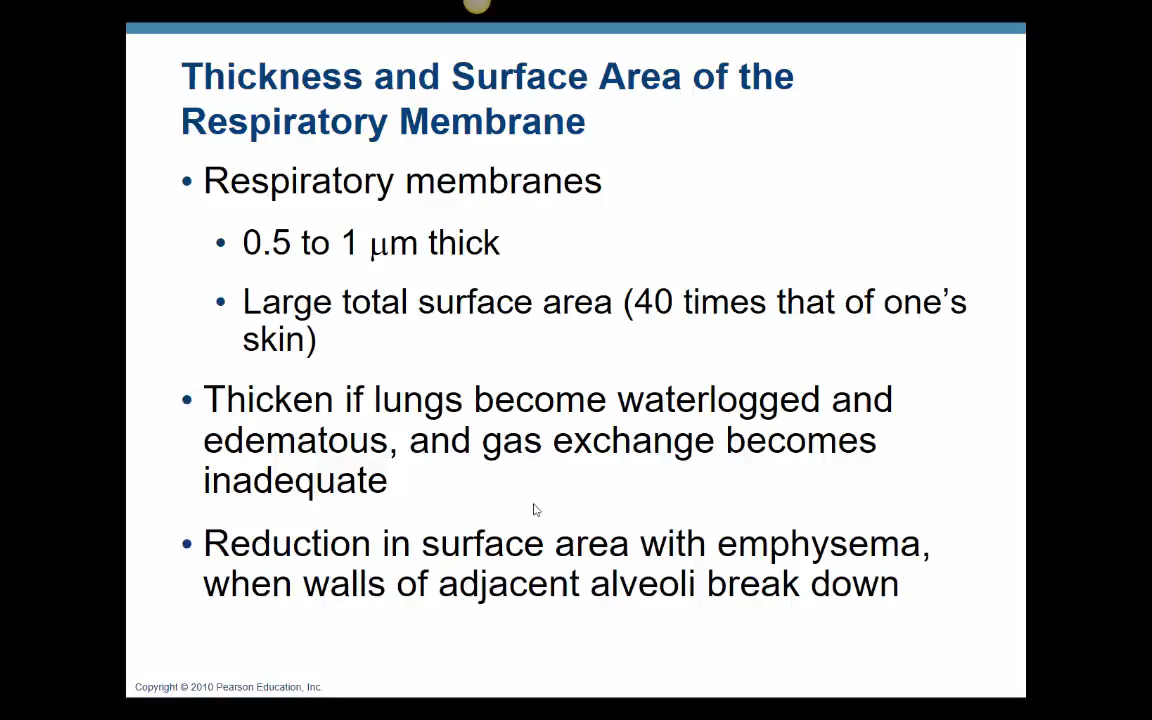 Thickness and Surface Area of the
Respiratory Membrane
• Respiratory membranes
• 0.5 to 1 μm thick
• Large total surface area (40 times that of one’s
skin)
• Thicken if lungs become waterlogged and
edematous, and gas exchange becomes
inadequate
• Reduction in surface area with emphysema,
when walls of adjacent alveoli break down
Copyright © 2010 Pearson Education, Inc.